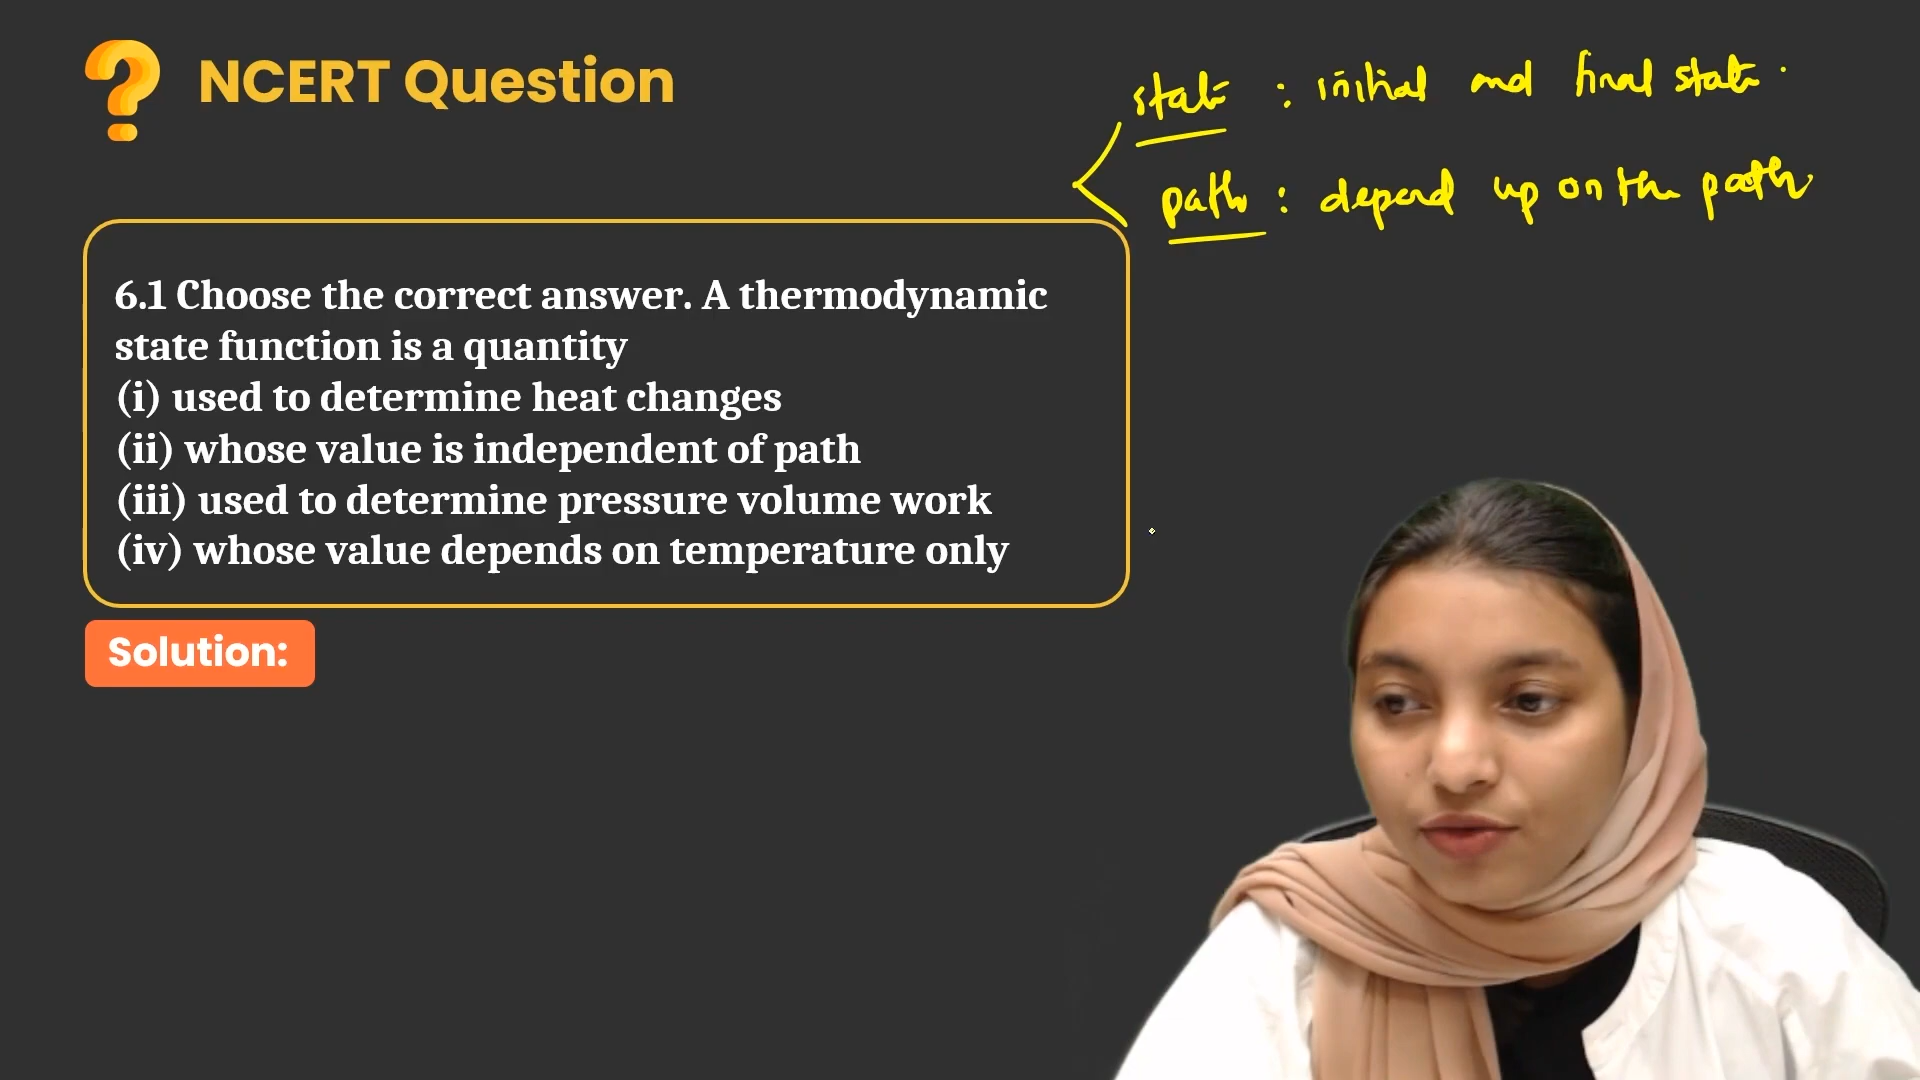 NCERT Question
state : initial and final state.
path : depend up on the path
6.1 Choose the correct answer. A thermodynamic
state function is a quantity
(i) used to determine heat changes
(ii) whose value is independent of path
(iii) used to determine pressure volume work
(iv) whose value depends on temperature only
Solution: